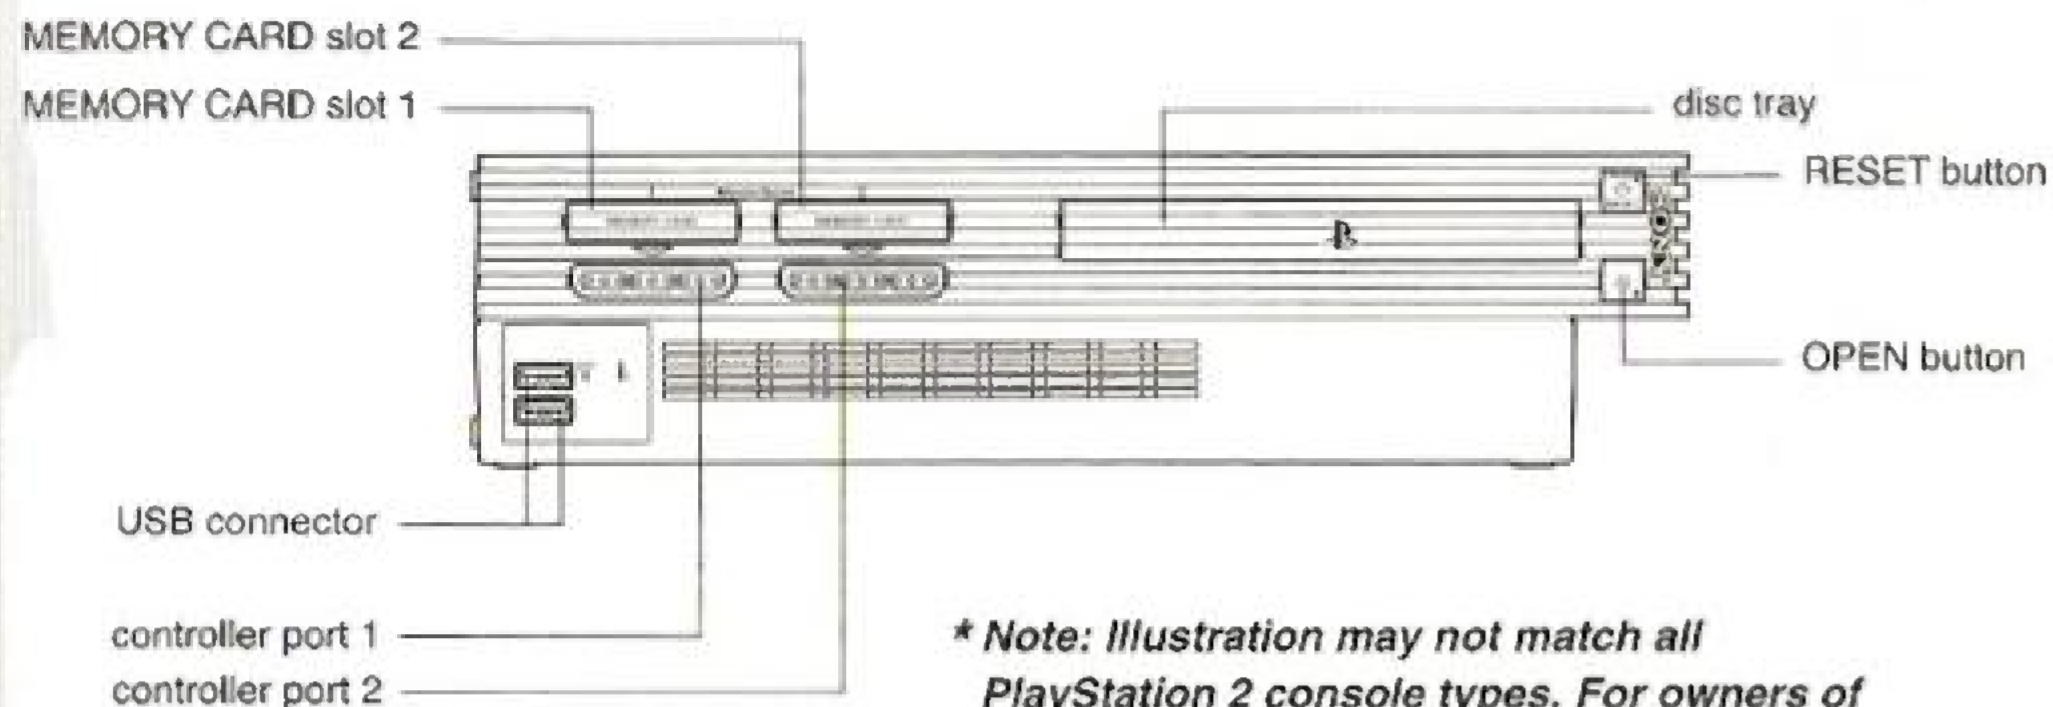 MEMORY CARD slot 2
MEMORY CARD slot 1
disc tray
RESET button
SONY
OPEN button
USB connector
controller port 1
controller port 2
* Note: Illustration may not match all
PlayStation 2 console types. For owners of